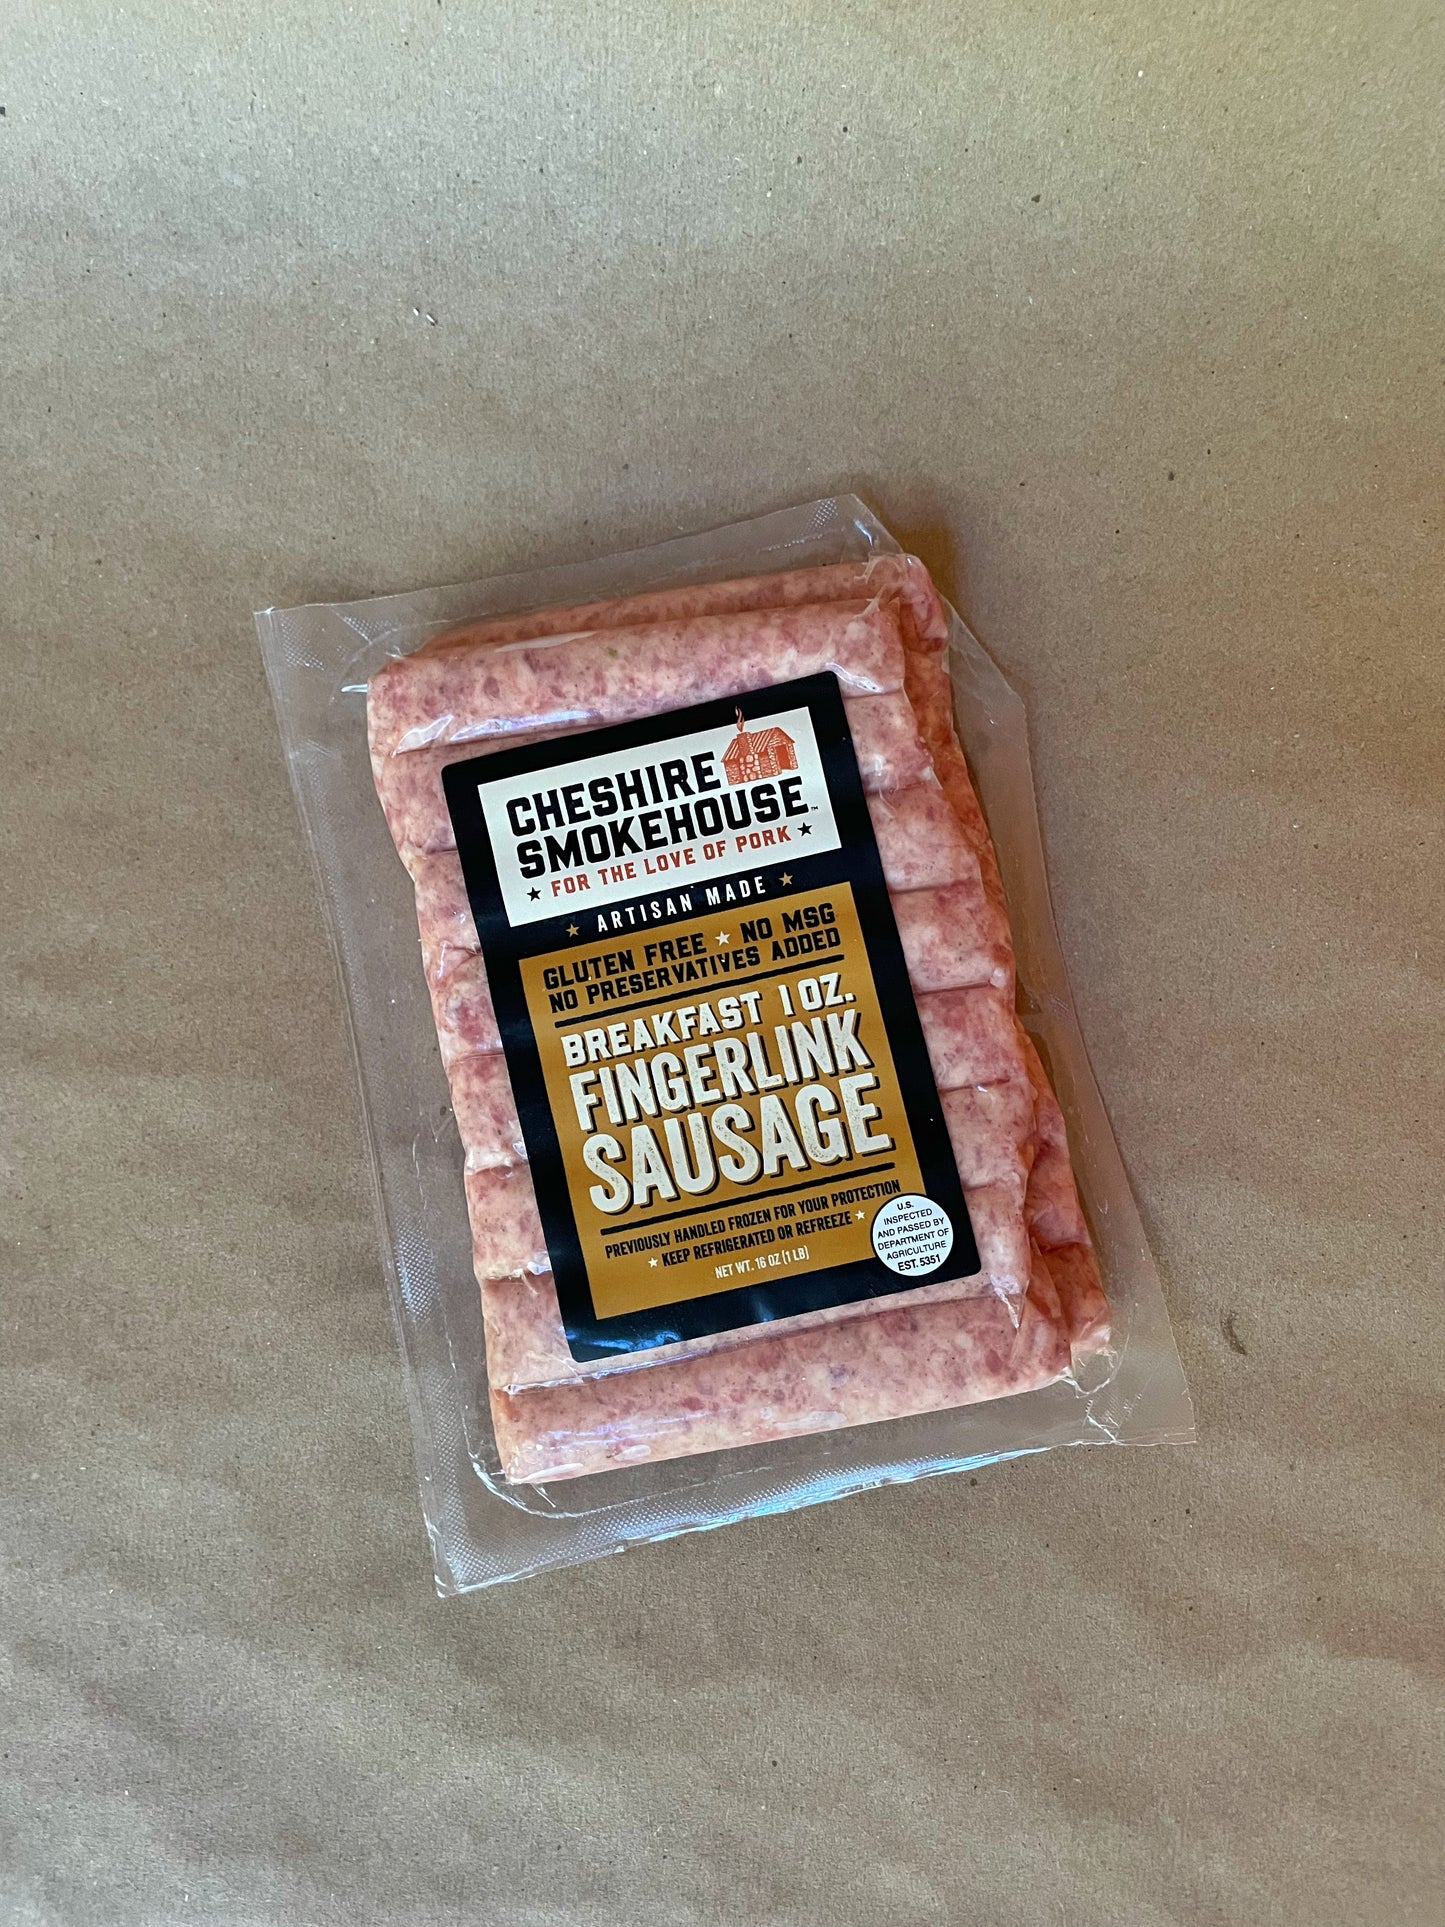 CHESHIRE
SMOKEHOUSE™
★ FOR THE LOVE OF PORK ★
★ ARTISAN MADE ★
GLUTEN FREE ★ NO MSG
NO PRESERVATIVES ADDED
BREAKFAST 1 OZ.
FINGERLINK
SAUSAGE
PREVIOUSLY HANDLED FROZEN FOR YOUR PROTECTION
★ KEEP REFRIGERATED OR REFREEZE ★
NET WT. 16 OZ (1 LB)
U.S.
INSPECTED
AND PASSED BY
DEPARTMENT OF
AGRICULTURE
EST. 5351